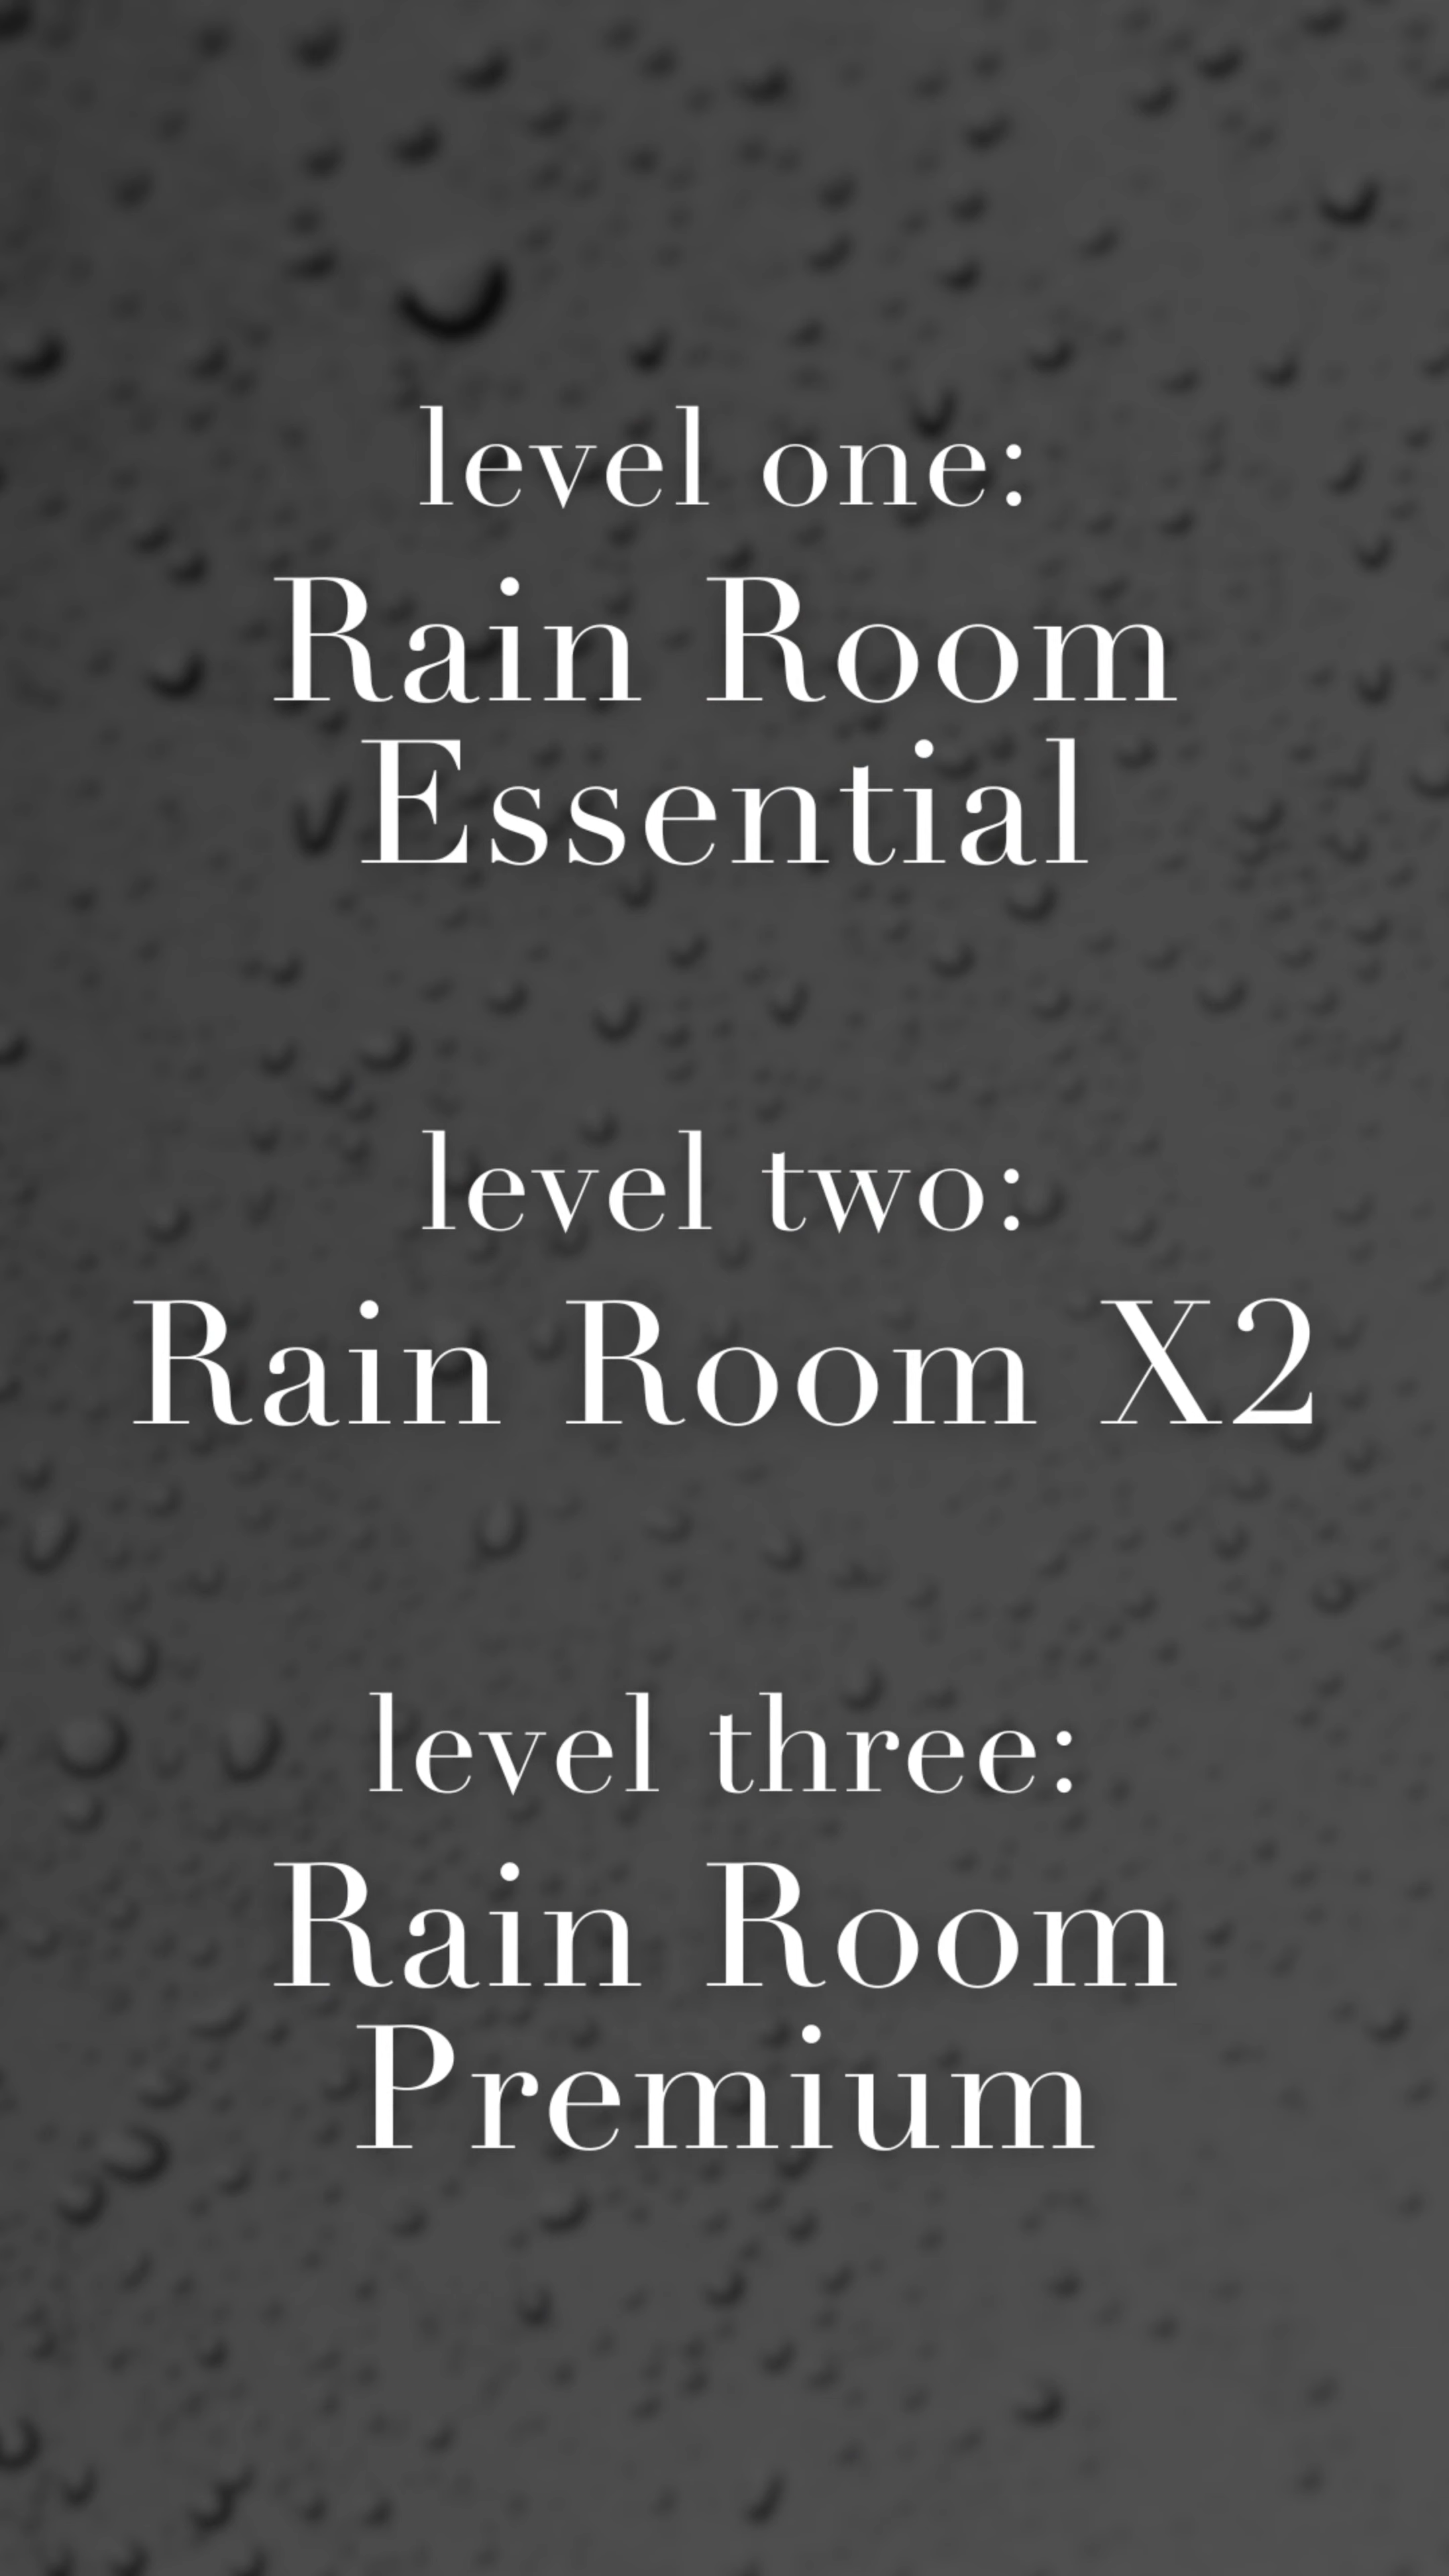 level one:
Rain Room
Essential
level two:
Rain Room X2
level three:
Rain Room
Premium